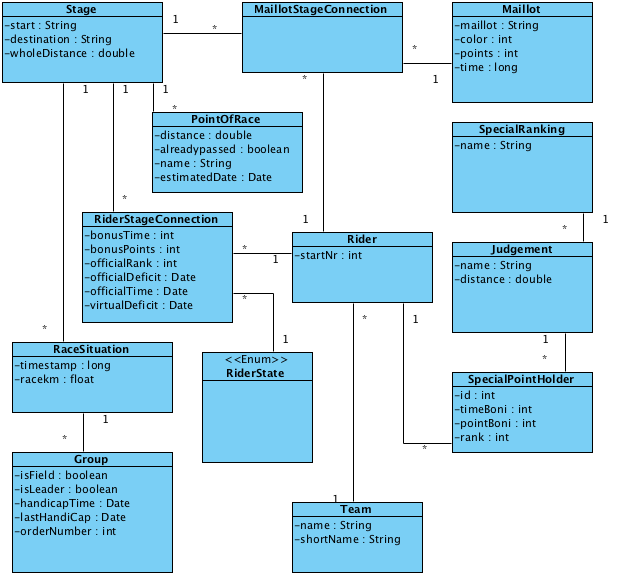 Stage
-start : String
-destination : String
-wholeDistance : double
1
*
MaillotStageConnection
*
1
Maillot
-maillot : String
-color : int
-points : int
-time : long
1
1
1
*
*
PointOfRace
-distance : double
-alreadypassed : boolean
-name : String
-estimatedDate : Date
SpecialRanking
-name : String
1
*
*
RiderStageConnection
-bonusTime : int
-bonusPoints : int
-officialRank : int
-officialDeficit : Date
-officialTime : Date
-virtualDeficit : Date
*
1
*
1
Rider
-startNr : int
Judgement
-name : String
-distance : double
*
1
*
1
1
*
RaceSituation
-timestamp : long
-racekm : float
1
*
<<Enum>>
RiderState
SpecialPointHolder
-id : int
-timeBoni : int
-pointBoni : int
-rank : int
*
Group
-isField : boolean
-isLeader : boolean
-handicapTime : Date
-lastHandiCap : Date
-orderNumber : int
1
Team
-name : String
-shortName : String